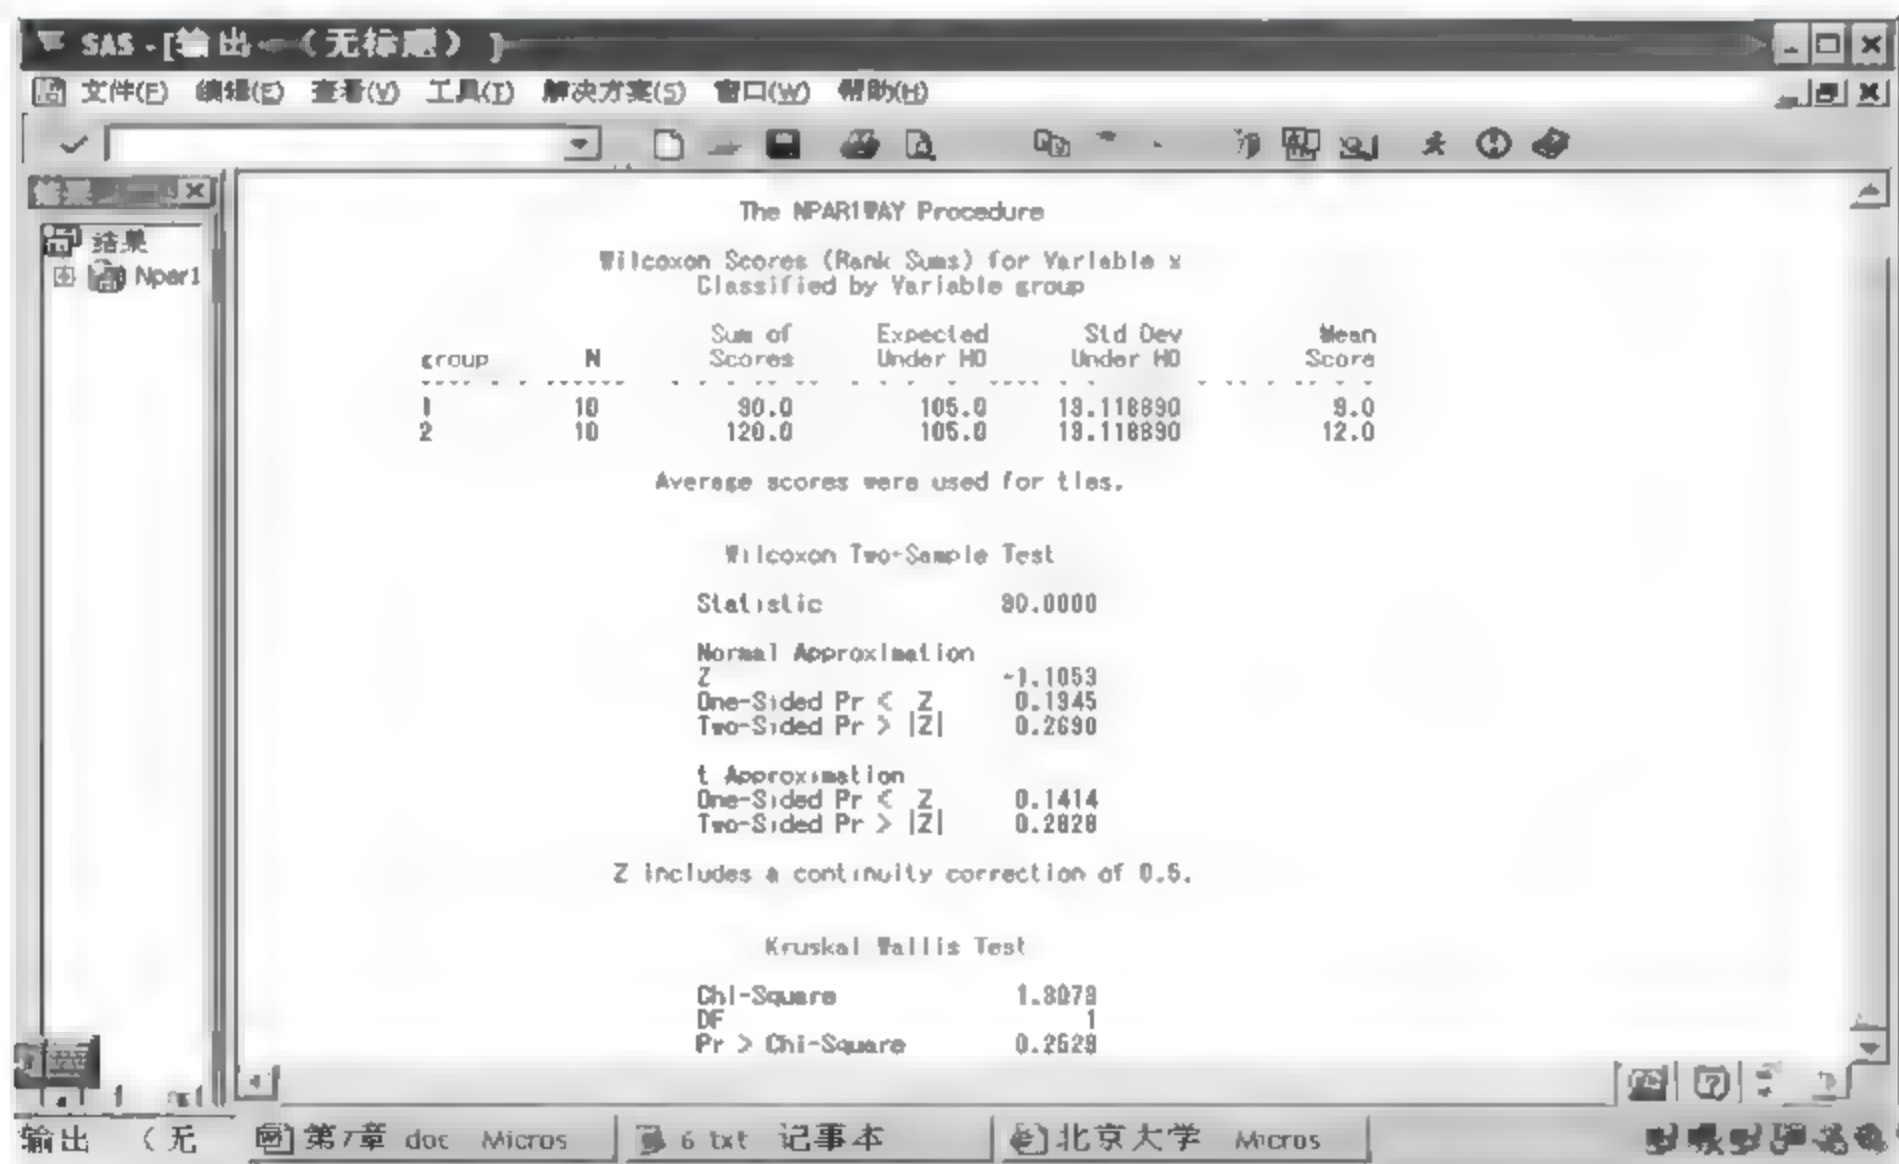 SAS - [输出 - (无标题) ]
文件(F) 编辑(E) 查看(V) 工具(T) 解决方案(S) 窗口(W) 帮助(H)
结果
结果
Npar1
The NPAR1WAY Procedure
Wilcoxon Scores (Rank Sums) for Variable x
Classified by Variable group
Sum of Expected Std Dev Mean
group N Scores Under H0 Under H0 Score
1 10 90.0 105.0 13.118890 9.0
2 10 120.0 105.0 13.118890 12.0
Average scores were used for ties.
Wilcoxon Two-Sample Test
Statistic 90.0000
Normal Approximation
Z -1.1053
One-Sided Pr < Z 0.1345
Two-Sided Pr > |Z| 0.2690
t Approximation
One-Sided Pr < Z 0.1414
Two-Sided Pr > |Z| 0.2828
Z includes a continuity correction of 0.5.
Kruskal Wallis Test
Chi-Square 1.3073
DF 1
Pr > Chi-Square 0.2529
输出 (无 第7章 doc Micros 6 txt 记事本 北京大学 Micros